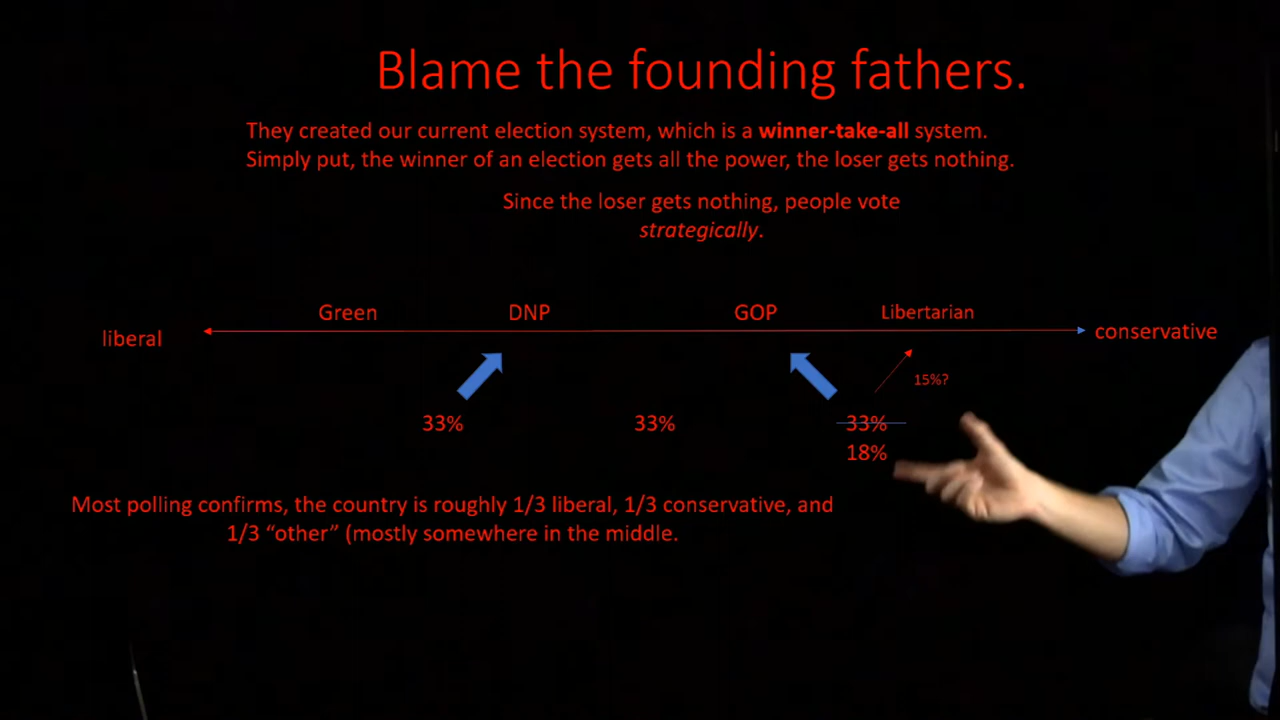 Blame the founding fathers.
They created our current election system, which is a winner-take-all system.
Simply put, the winner of an election gets all the power, the loser gets nothing.
Since the loser gets nothing, people vote
strategically.
Green DNP GOP Libertarian
liberal conservative
15%?
33% 33% 33%
18%
Most polling confirms, the country is roughly 1/3 liberal, 1/3 conservative, and
1/3 “other” (mostly somewhere in the middle.